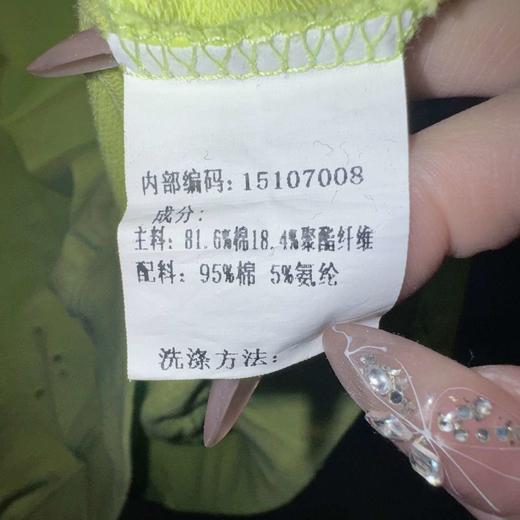 内部编码: 15107008
成分:
主料: 81.6%棉18.4%聚酯纤维
配料: 95%棉 5%氨纶
洗涤方法: